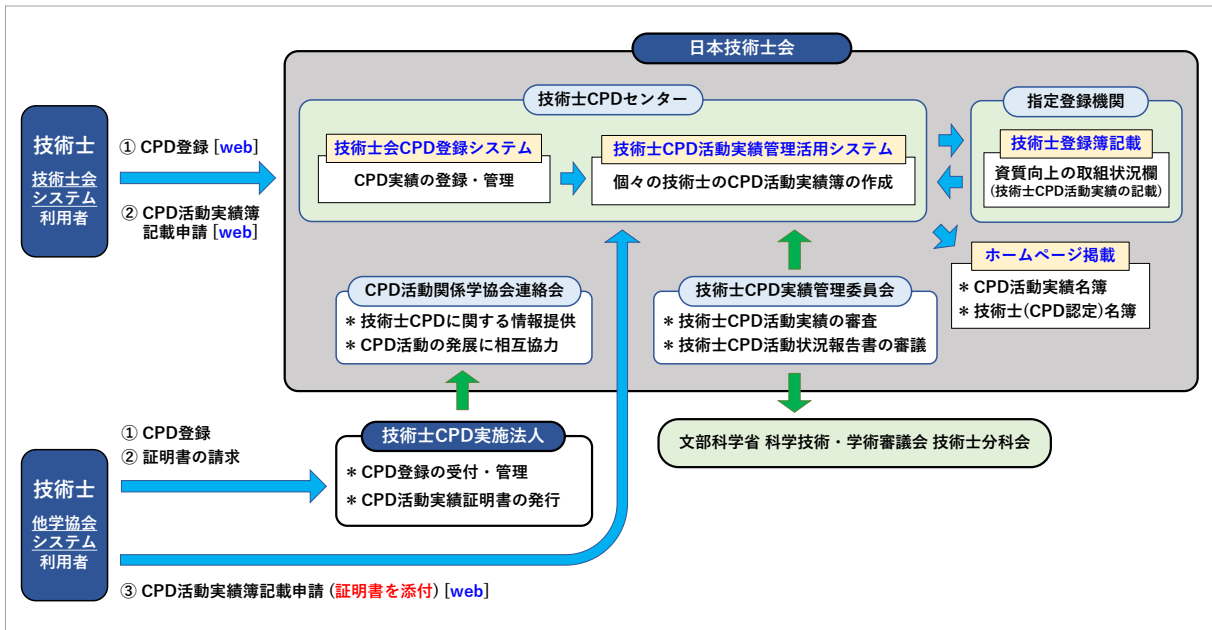 日本技術士会
技術士CPDセンター
指定登録機関
技術士
技術士会
システム
利用者
① CPD登録 [web]
② CPD活動実績簿
記載申請 [web]
技術士会CPD登録システム
CPD実績の登録・管理
技術士CPD活動実績管理活用システム
個々の技術士のCPD活動実績簿の作成
技術士登録簿記載
資質向上の取組状況欄
(技術士CPD活動実績の記載)
ホームページ掲載
＊CPD活動実績名簿
＊技術士(CPD認定)名簿
CPD活動関係学協会連絡会
＊技術士CPDに関する情報提供
＊CPD活動の発展に相互協力
技術士CPD実績管理委員会
＊技術士CPD活動実績の審査
＊技術士CPD活動状況報告書の審議
技術士
他学協会
システム
利用者
① CPD登録
② 証明書の請求
技術士CPD実施法人
＊CPD登録の受付・管理
＊CPD活動実績証明書の発行
文部科学省 科学技術・学術審議会 技術士分科会
③ CPD活動実績簿記載申請 (証明書を添付) [web]